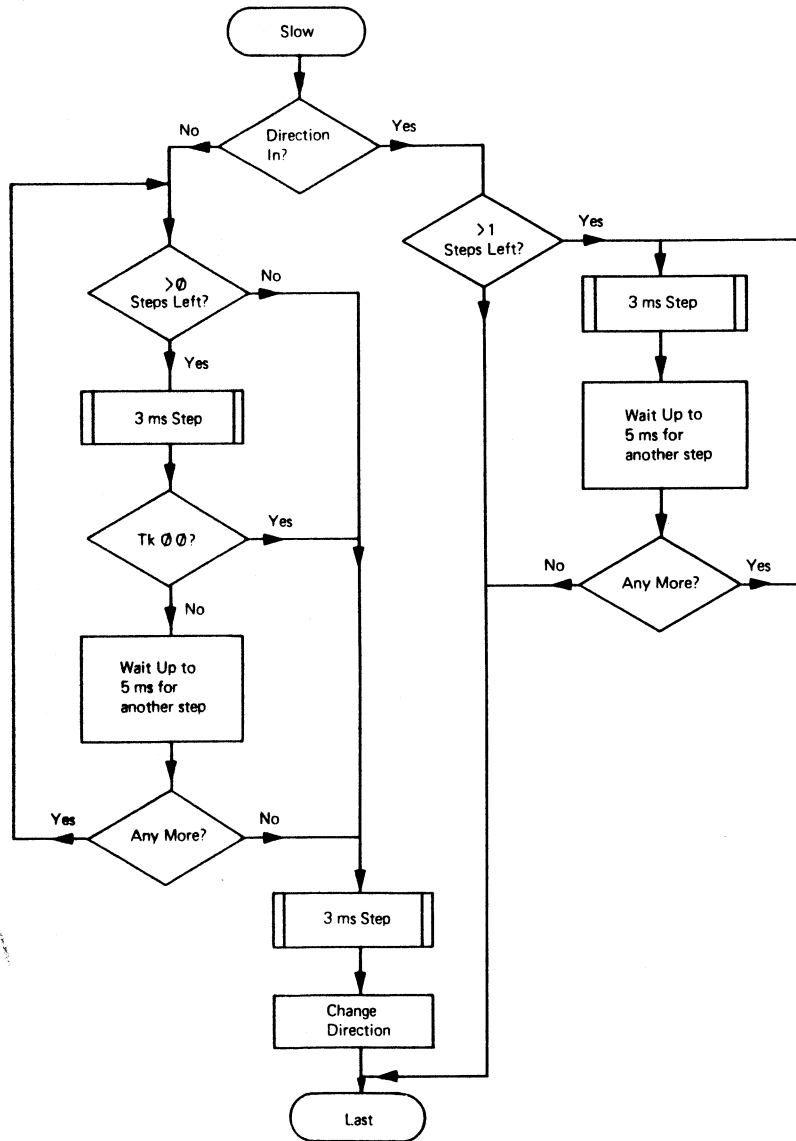 Slow
Direction
In?
No
Yes
>1
Steps Left?
Yes
>Ø
Steps Left?
No
3 ms Step
Yes
3 ms Step
Wait Up to
5 ms for
another step
Tk Ø Ø?
Yes
No
Any More?
No
Yes
Wait Up to
5 ms for
another step
Yes
Any More?
No
3 ms Step
Change
Direction
Last